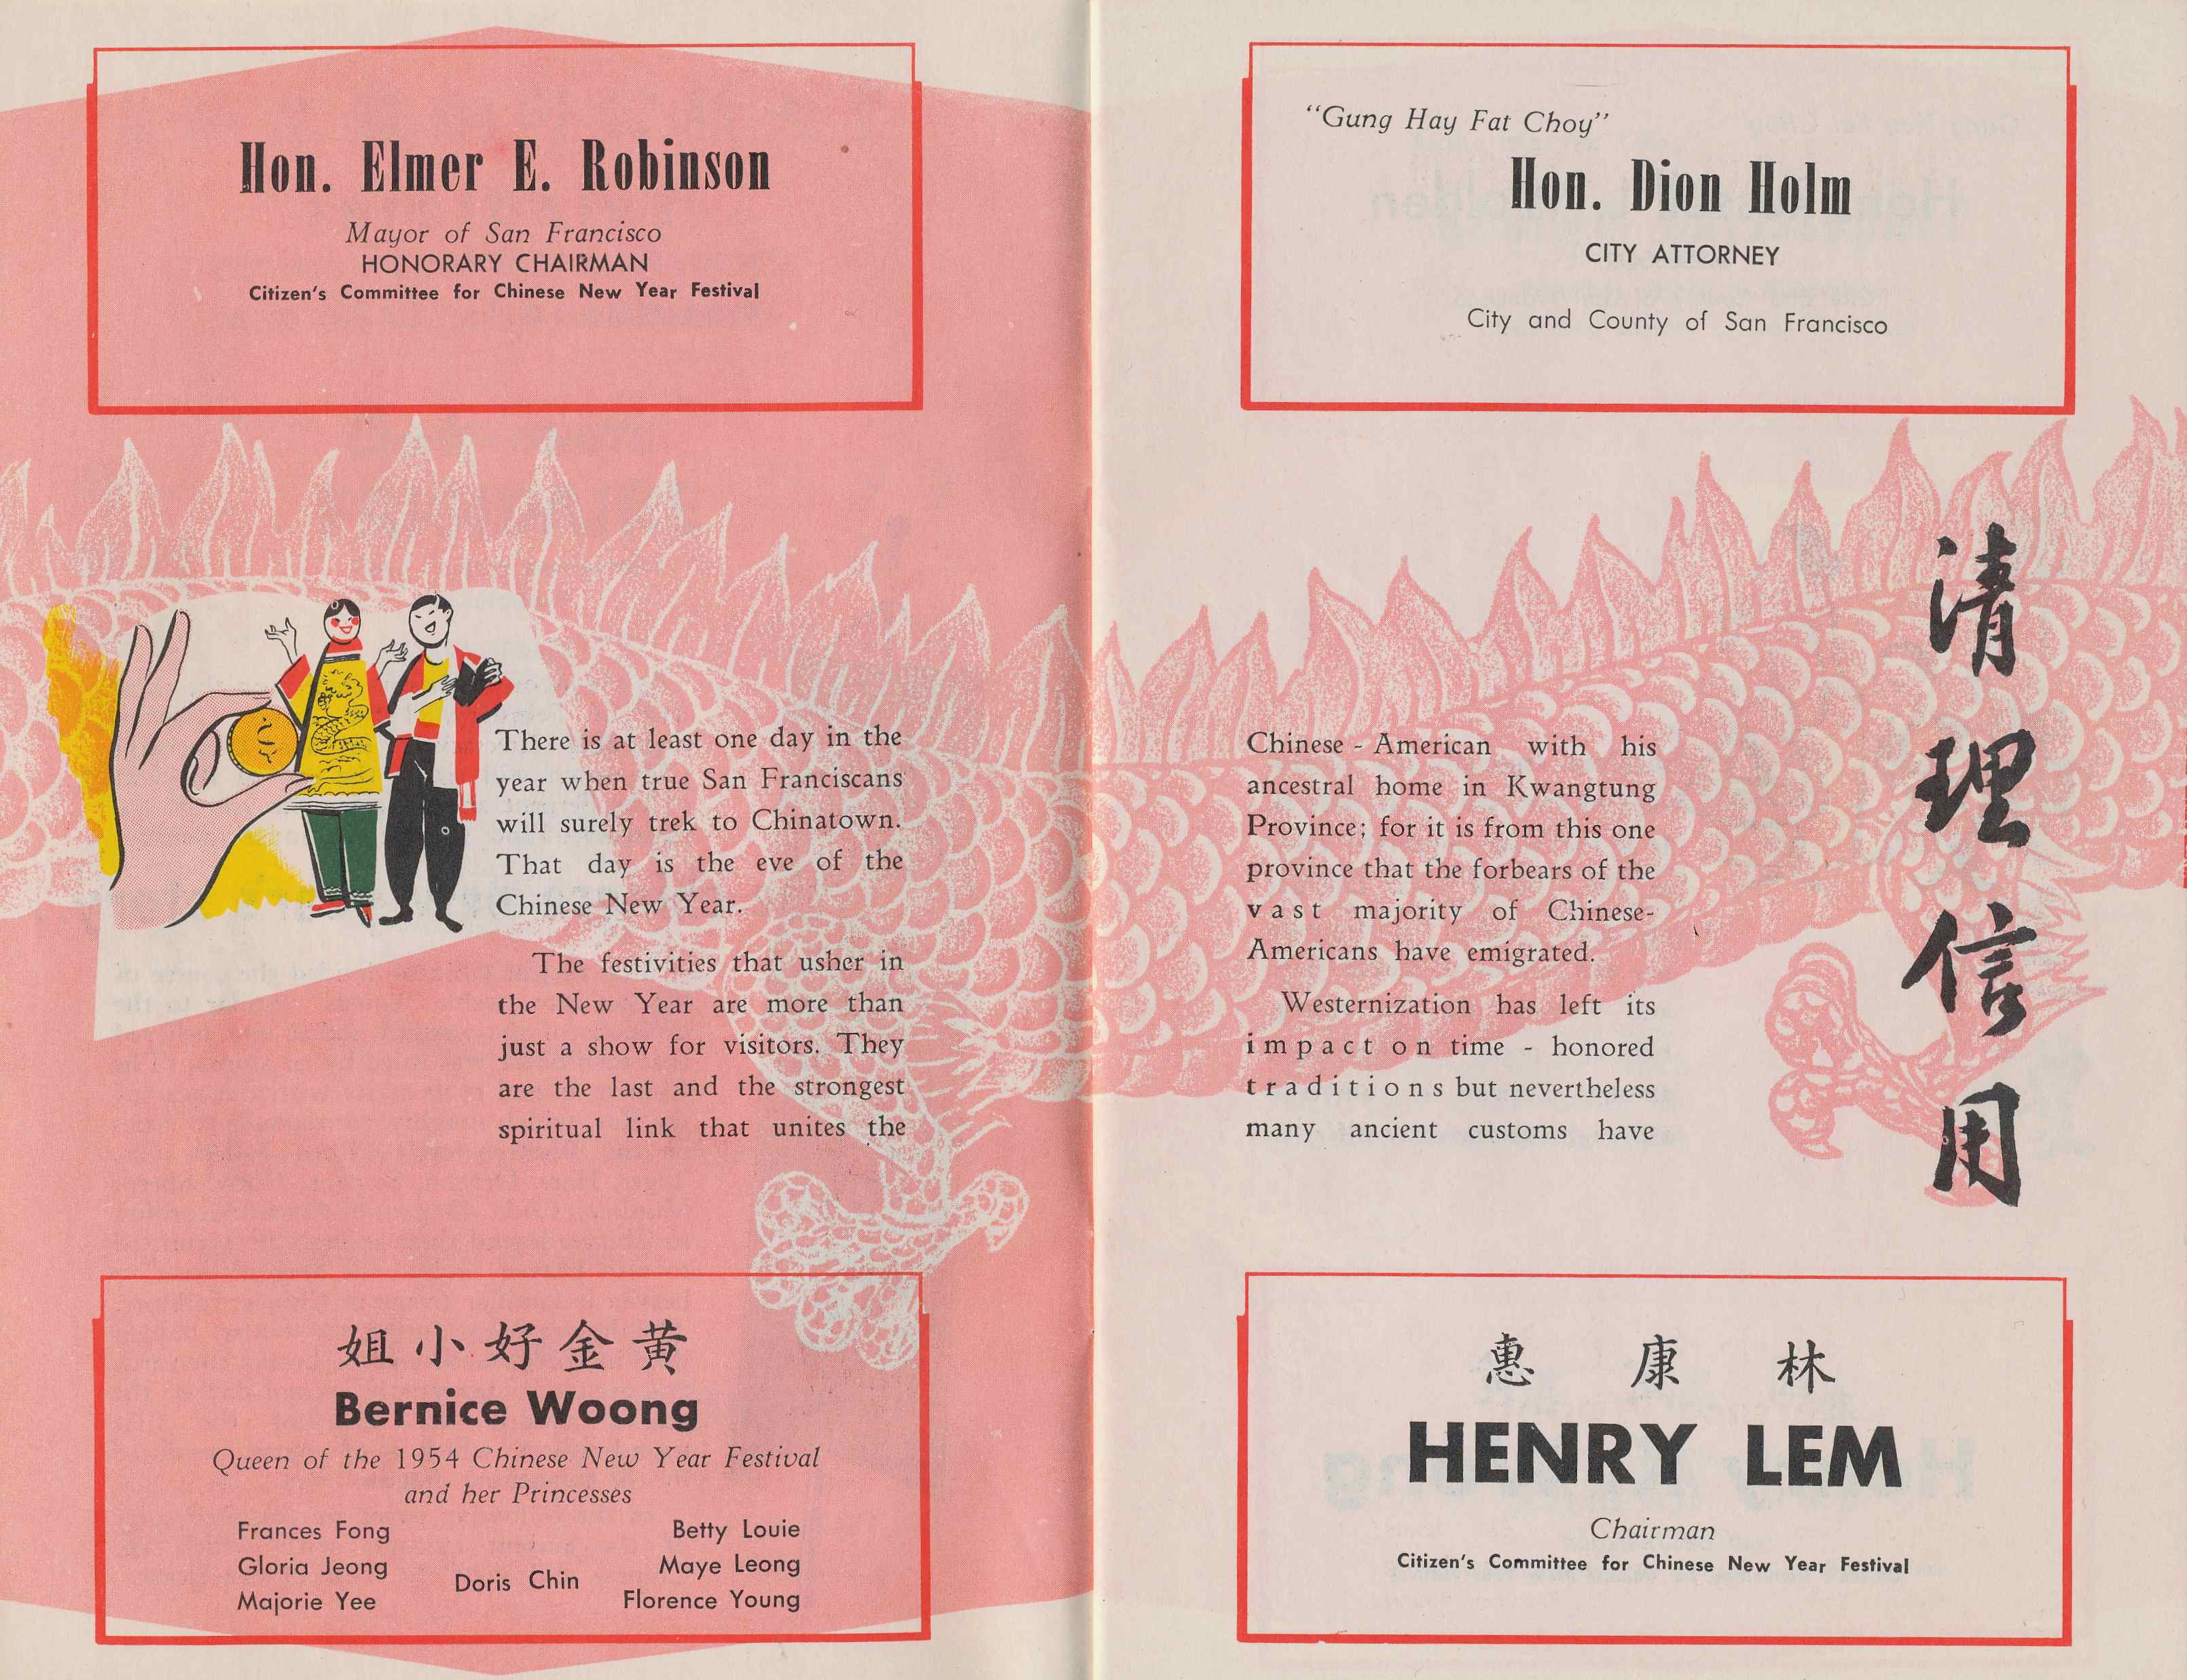 Hon. Elmer E. Robinson
Mayor of San Francisco
HONORARY CHAIRMAN
Citizen's Committee for Chinese New Year Festival
There is at least one day in the
year when true San Franciscans
will surely trek to Chinatown.
That day is the eve of the
Chinese New Year.
The festivities that usher in
the New Year are more than
just a show for visitors. They
are the last and the strongest
spiritual link that unites the
姐小好金黄
Bernice Woong
Queen of the 1954 Chinese New Year Festival
and her Princesses
Frances Fong
Gloria Jeong
Majorie Yee
Doris Chin
Betty Louie
Maye Leong
Florence Young
"Gung Hay Fat Choy"
Hon. Dion Holm
CITY ATTORNEY
City and County of San Francisco
Chinese - American with his
ancestral home in Kwangtung
Province; for it is from this one
province that the forbears of the
vast majority of Chinese-
Americans have emigrated.
Westernization has left its
impact on time - honored
traditions but nevertheless
many ancient customs have
清理信用
惠康林
HENRY LEM
Chairman
Citizen's Committee for Chinese New Year Festival